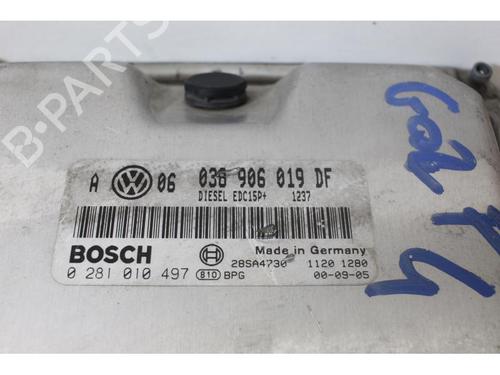 A 06 038 906 019 DF
DIESEL EDC15P+ 1237
BOSCH
Made in Germany
28SA4730 1120 1280
0 281 010 497 810 BPG 00-09-05
B-PARTS